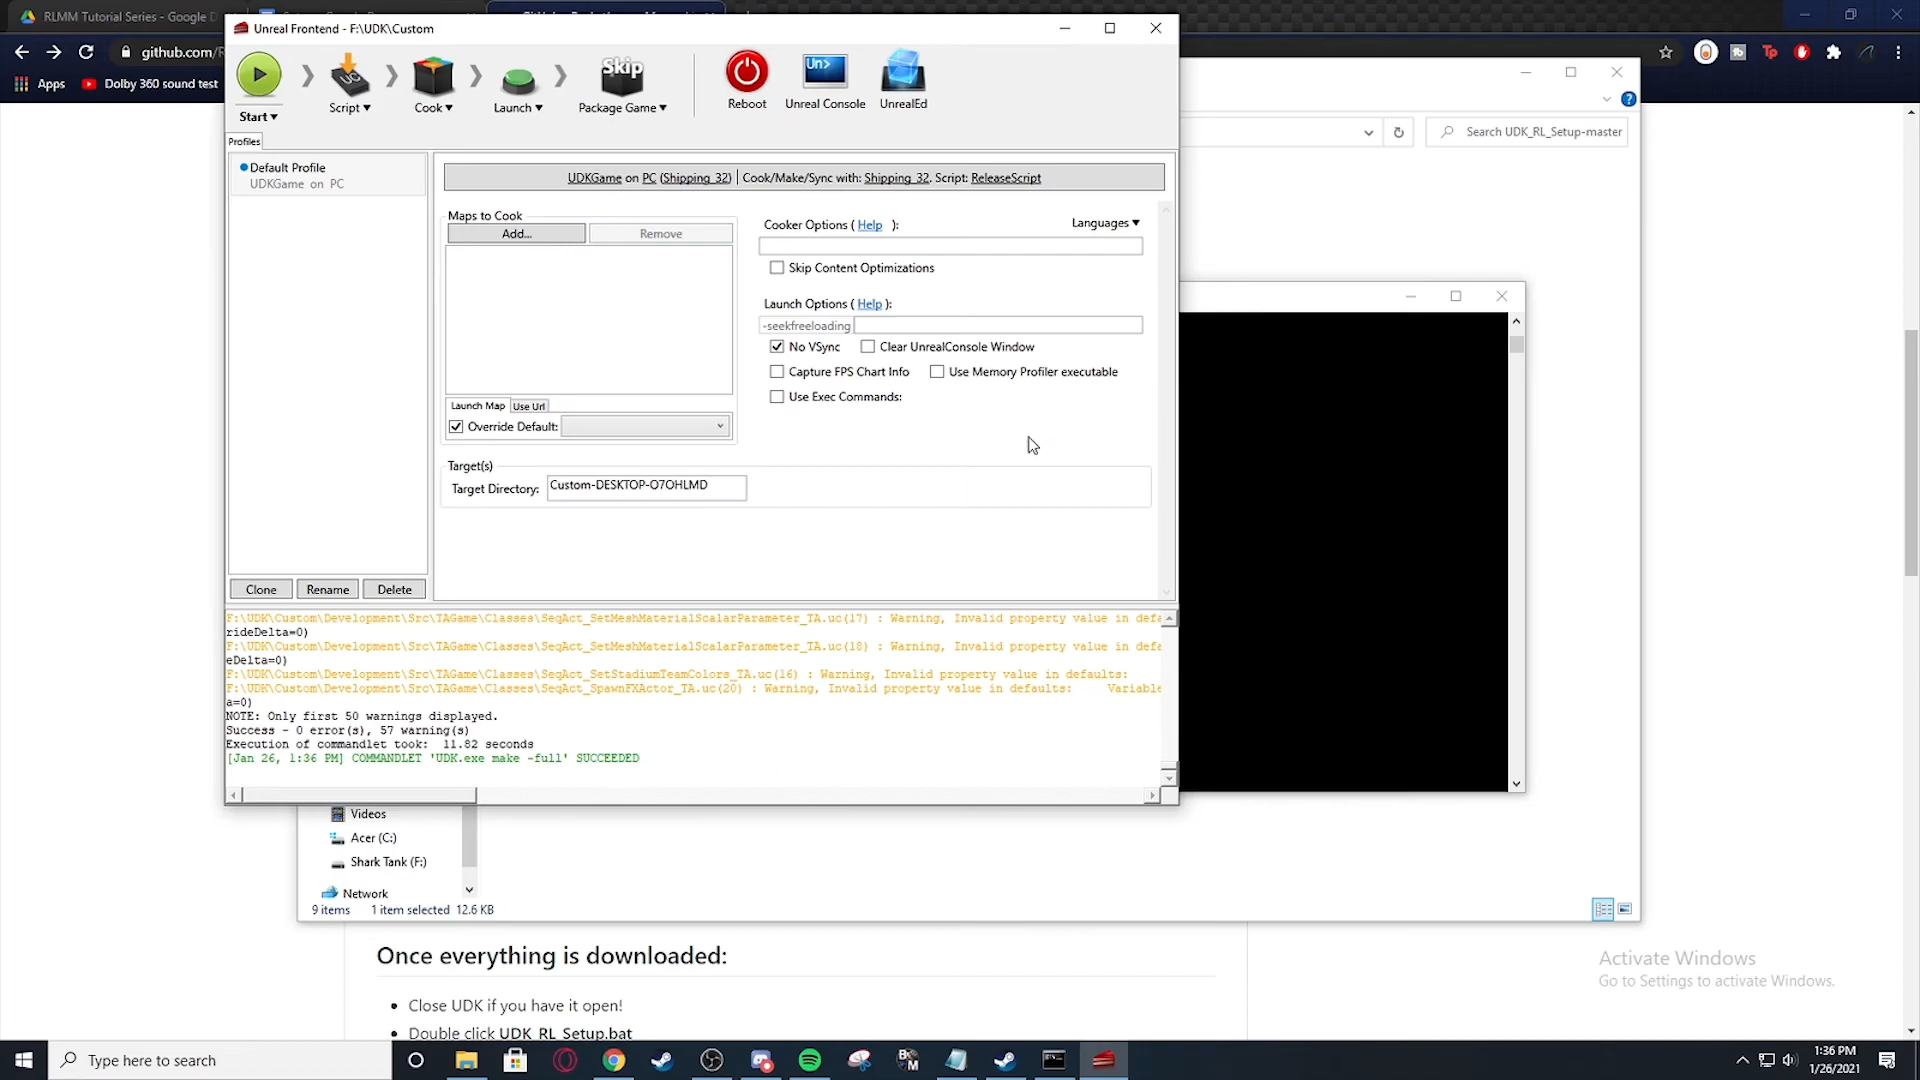 RLMM Tutorial Series - Google D
Unreal Frontend - F:\UDK\Custom
github.com/R
Apps
Dolby 360 sound test
Start
Script
Cook
Launch
Skip
Package Game
Reboot
Un>
Unreal Console
UnrealEd
Search UDK_RL_Setup-master
Profiles
Default Profile
UDKGame on PC
UDKGame on PC (Shipping_32) | Cook/Make/Sync with: Shipping_32. Script: ReleaseScript
Maps to Cook
Add...
Remove
Cooker Options ( Help ):
Languages
Skip Content Optimizations
Launch Options ( Help ):
-seekfreeloading
No VSync
Clear UnrealConsole Window
Capture FPS Chart Info
Use Memory Profiler executable
Use Exec Commands:
Launch Map
Use Url
Override Default:
Target(s)
Target Directory:
Custom-DESKTOP-O7OHLMD
Clone
Rename
Delete
F:\UDK\Custom\Development\Src\TAGame\Classes\SeqAct_SetMeshMaterialScalarParameter_TA.uc(17) : Warning, Invalid property value in defa
rideDelta=0)
F:\UDK\Custom\Development\Src\TAGame\Classes\SeqAct_SetMeshMaterialScalarParameter_TA.uc(18) : Warning, Invalid property value in defa
eDelta=0)
F:\UDK\Custom\Development\Src\TAGame\Classes\SeqAct_SetStadiumTeamColors_TA.uc(16) : Warning, Invalid property value in defaults:
F:\UDK\Custom\Development\Src\TAGame\Classes\SeqAct_SpawnFXActor_TA.uc(20) : Warning, Invalid property value in defaults: Variable
a=0)
NOTE: Only first 50 warnings displayed.
Success - 0 error(s), 57 warning(s)
Execution of commandlet took: 11.82 seconds
[Jan 26, 1:36 PM] COMMANDLET 'UDK.exe make -full' SUCCEEDED
Videos
Acer (C:)
Shark Tank (F:)
Network
9 items 1 item selected 12.6 KB
Once everything is downloaded:
Close UDK if you have it open!
Double click UDK_RL_Setup.bat
Activate Windows
Go to Settings to activate Windows.
Type here to search
1:36 PM
1/26/2021